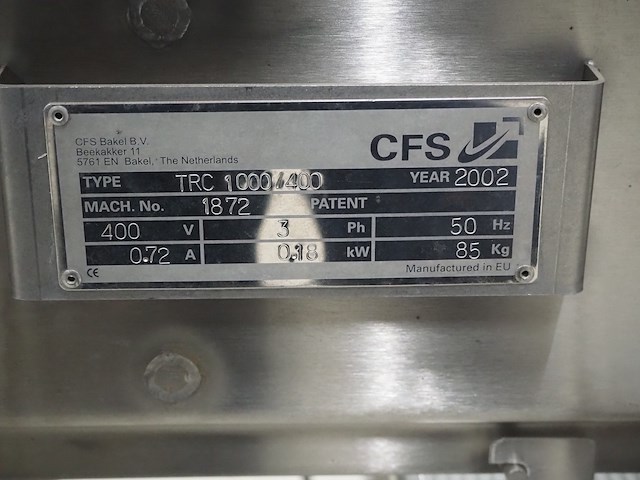 CFS Bakel B.V.
Beekakker 11
5761 EN Bakel, The Netherlands
CFS
TYPE TRC 1000/400 YEAR 2002
MACH. No. 1872 PATENT
400 V 3 Ph 50 Hz
0.72 A 0.18 kW 85 Kg
CE Manufactured in EU